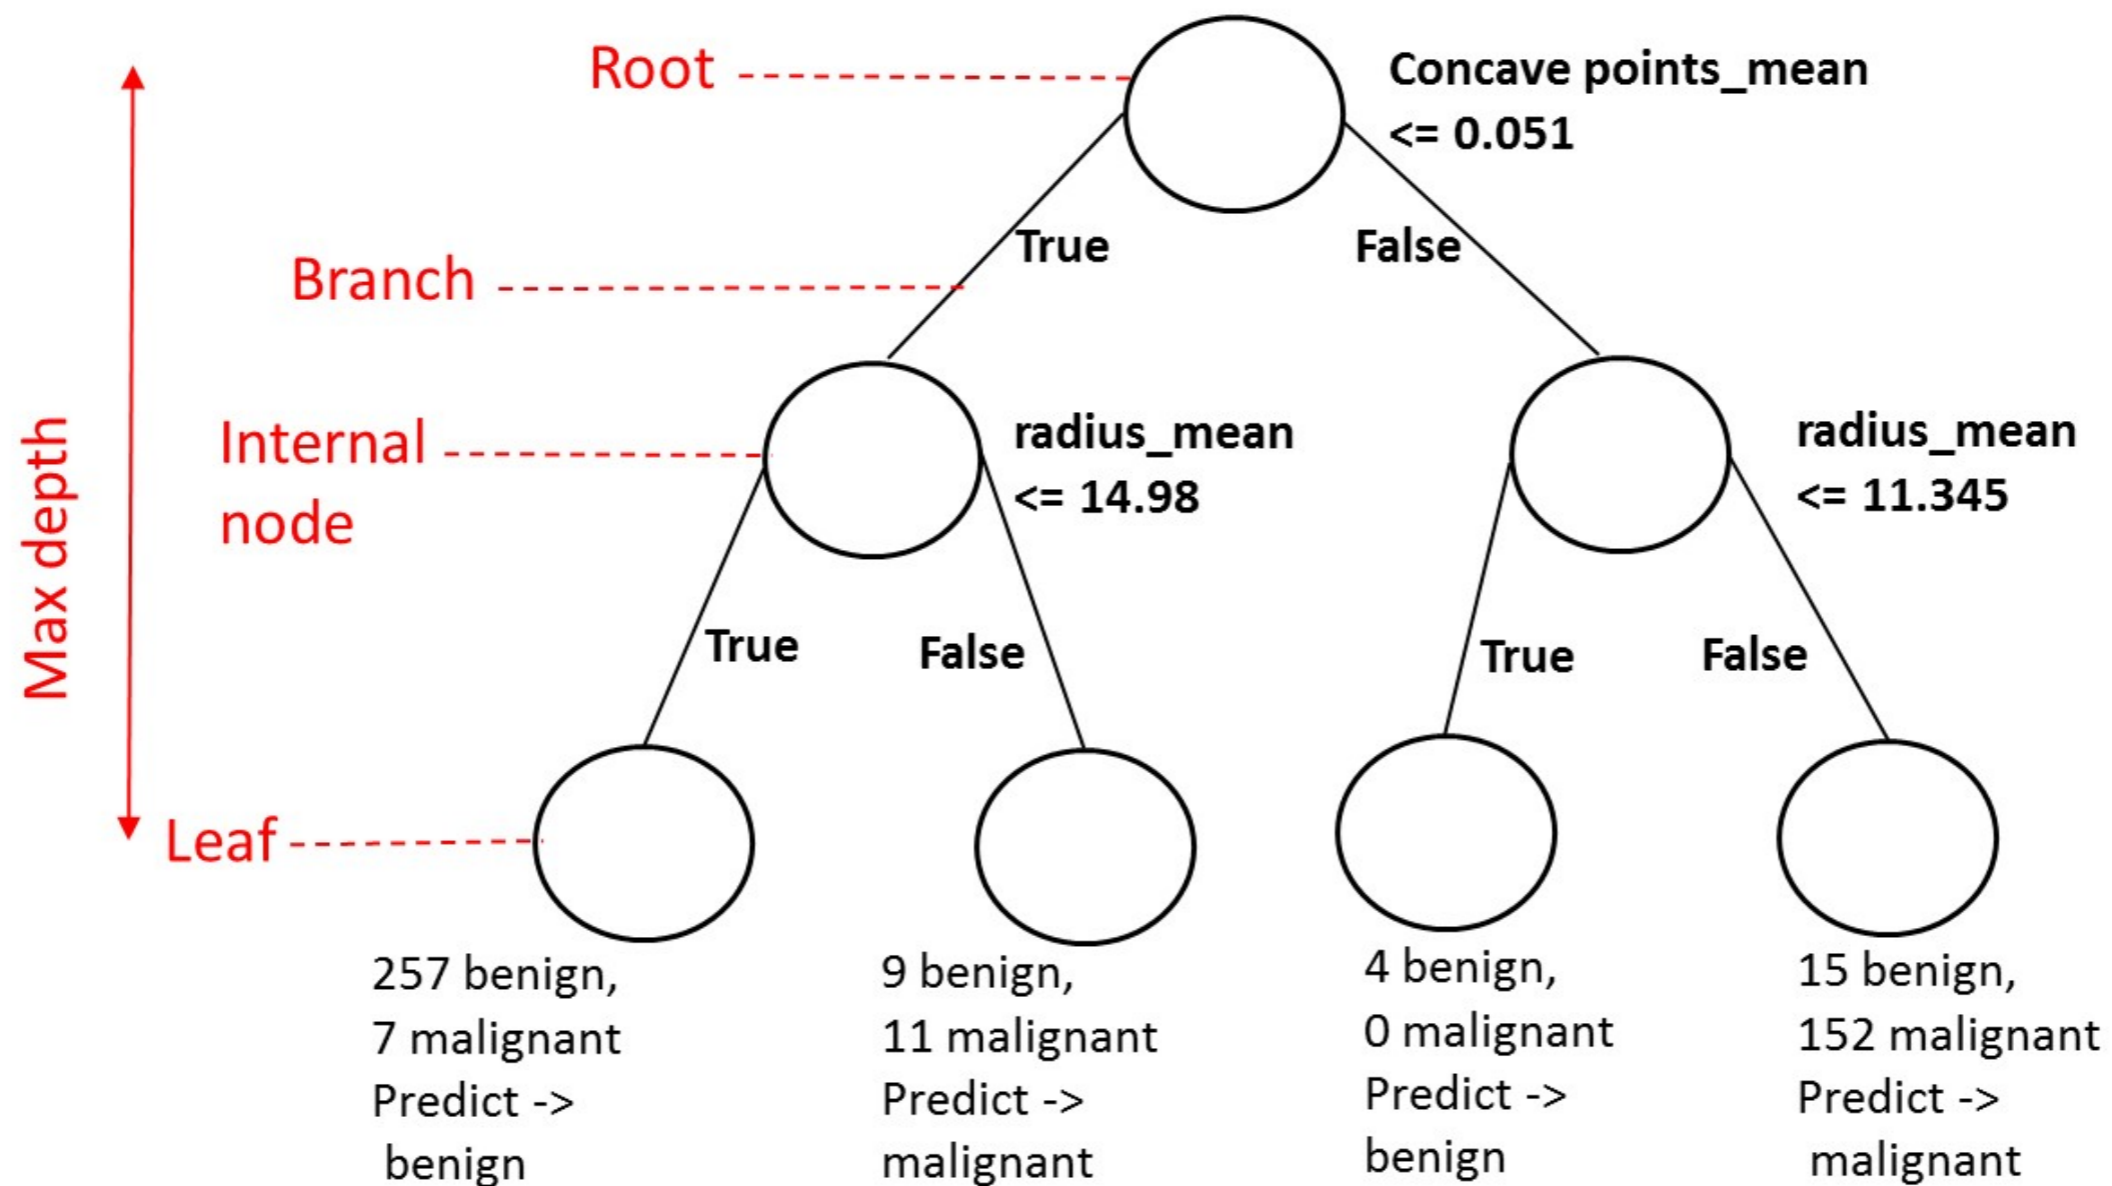 Root
Concave points_mean
<= 0.051
True
False
Branch
Max depth
Internal
node
radius_mean
<= 14.98
radius_mean
<= 11.345
True
False
True
False
Leaf
257 benign,
7 malignant
Predict ->
benign
9 benign,
11 malignant
Predict ->
malignant
4 benign,
0 malignant
Predict ->
benign
15 benign,
152 malignant
Predict ->
malignant